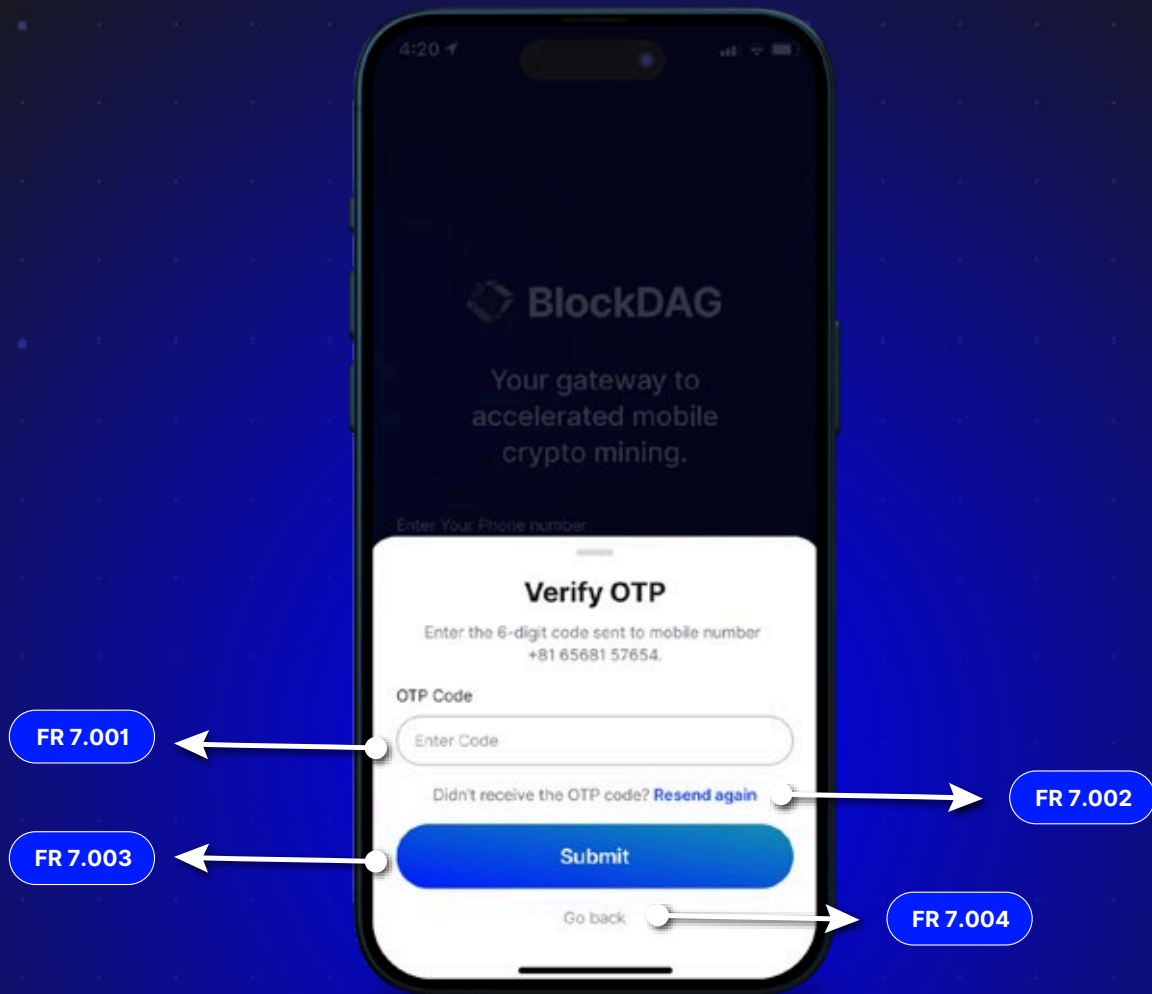 4:20
BlockDAG
Your gateway to
accelerated mobile
crypto mining.
Enter Your Phone number
Verify OTP
Enter the 6-digit code sent to mobile number
+81 65681 57654.
OTP Code
FR 7.001
Enter Code
Didn't receive the OTP code? Resend again
FR 7.002
FR 7.003
Submit
Go back
FR 7.004